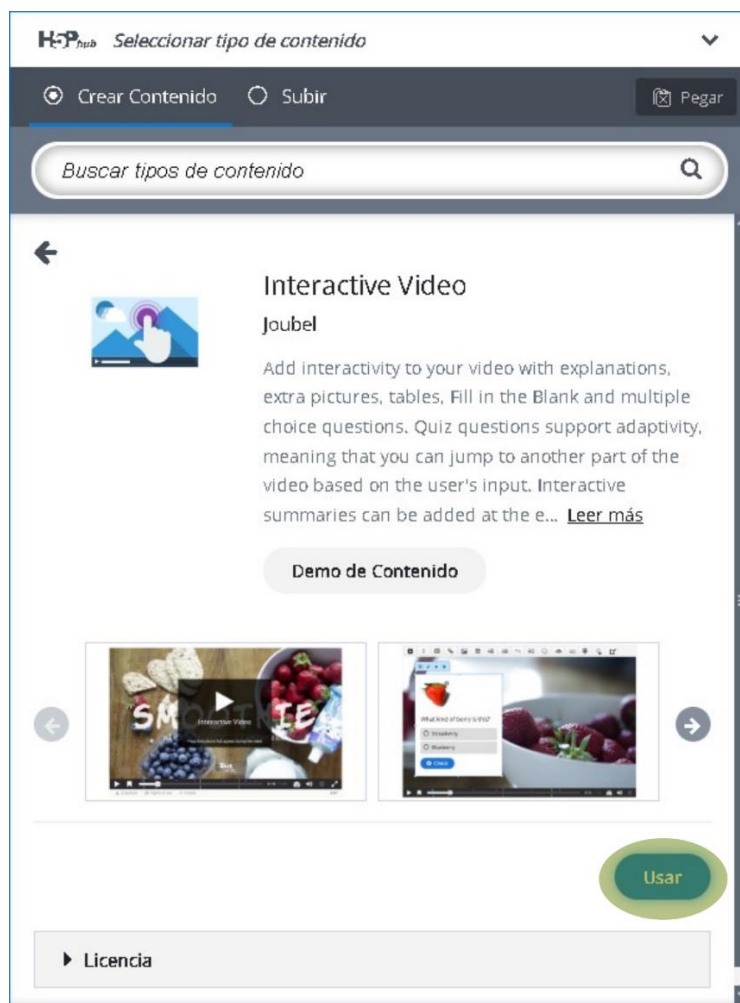 H5P hub Seleccionar tipo de contenido
Crear Contenido Subir Pegar
Buscar tipos de contenido
Interactive Video
Joubel
Add interactivity to your video with explanations,
extra pictures, tables, Fill in the Blank and multiple
choice questions. Quiz questions support adaptivity,
meaning that you can jump to another part of the
video based on the user's input. Interactive
summaries can be added at the e... Leer más
Demo de Contenido
SM
IE
Interactive Video
What kind of berry is this?
Strawberry
Blueberry
Check
Usar
Licencia